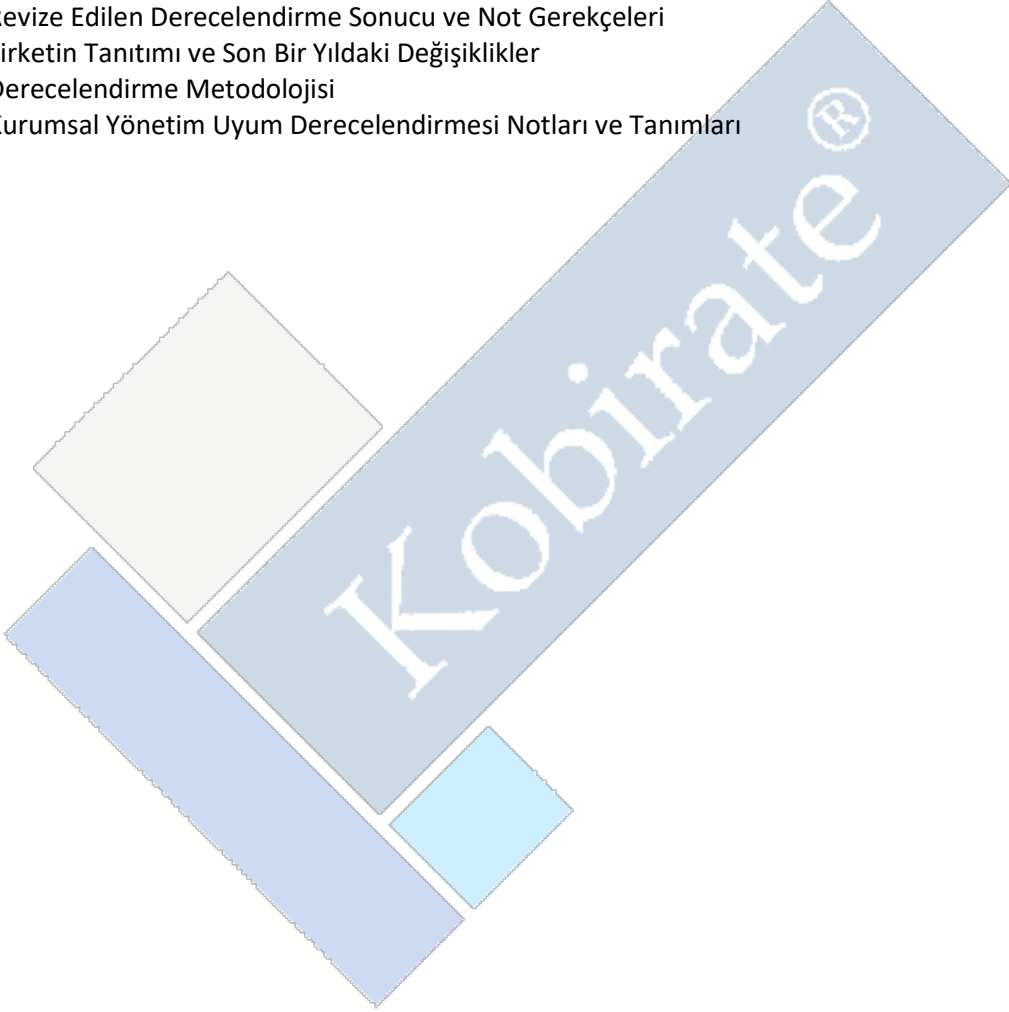 Revize Edilen Derecelendirme Sonucu ve Not Gerekçeleri
Şirketin Tanıtımı ve Son Bir Yıldaki Değişiklikler
Derecelendirme Metodolojisi
Kurumsal Yönetim Uyum Derecelendirmesi Notları ve Tanımları
Kobirate ®